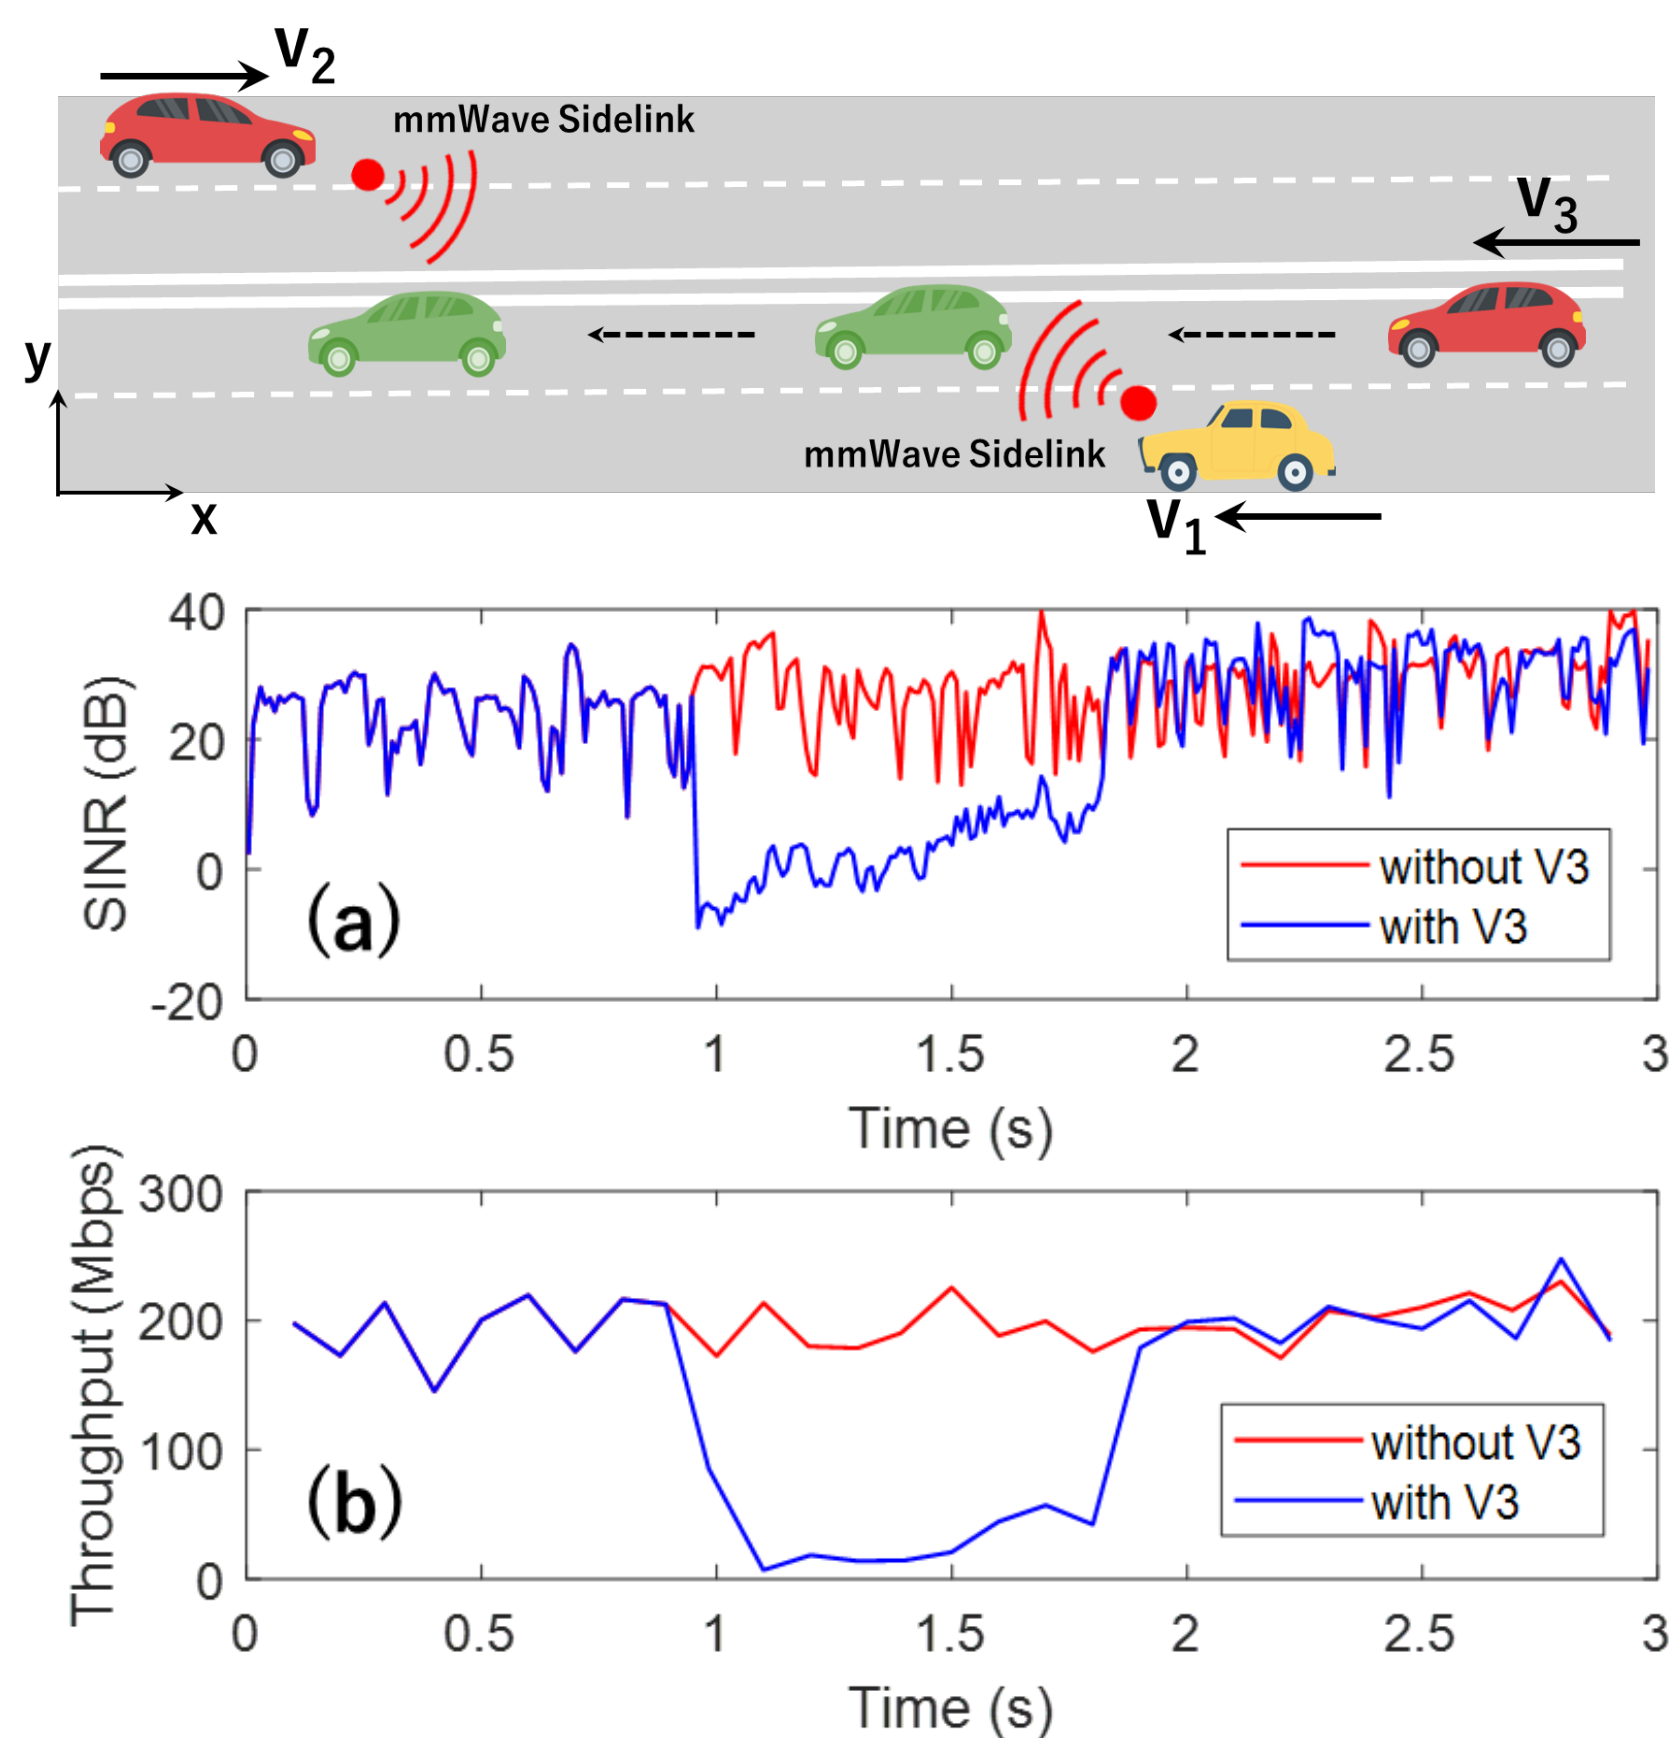 V2
mmWave Sidelink
V3
y
mmWave Sidelink
x
V1
40
20
0
-20
SINR (dB)
(a)
without V3
with V3
0 0.5 1 1.5 2 2.5 3
Time (s)
300
200
100
0
Throughput (Mbps)
(b)
without V3
with V3
0 0.5 1 1.5 2 2.5 3
Time (s)